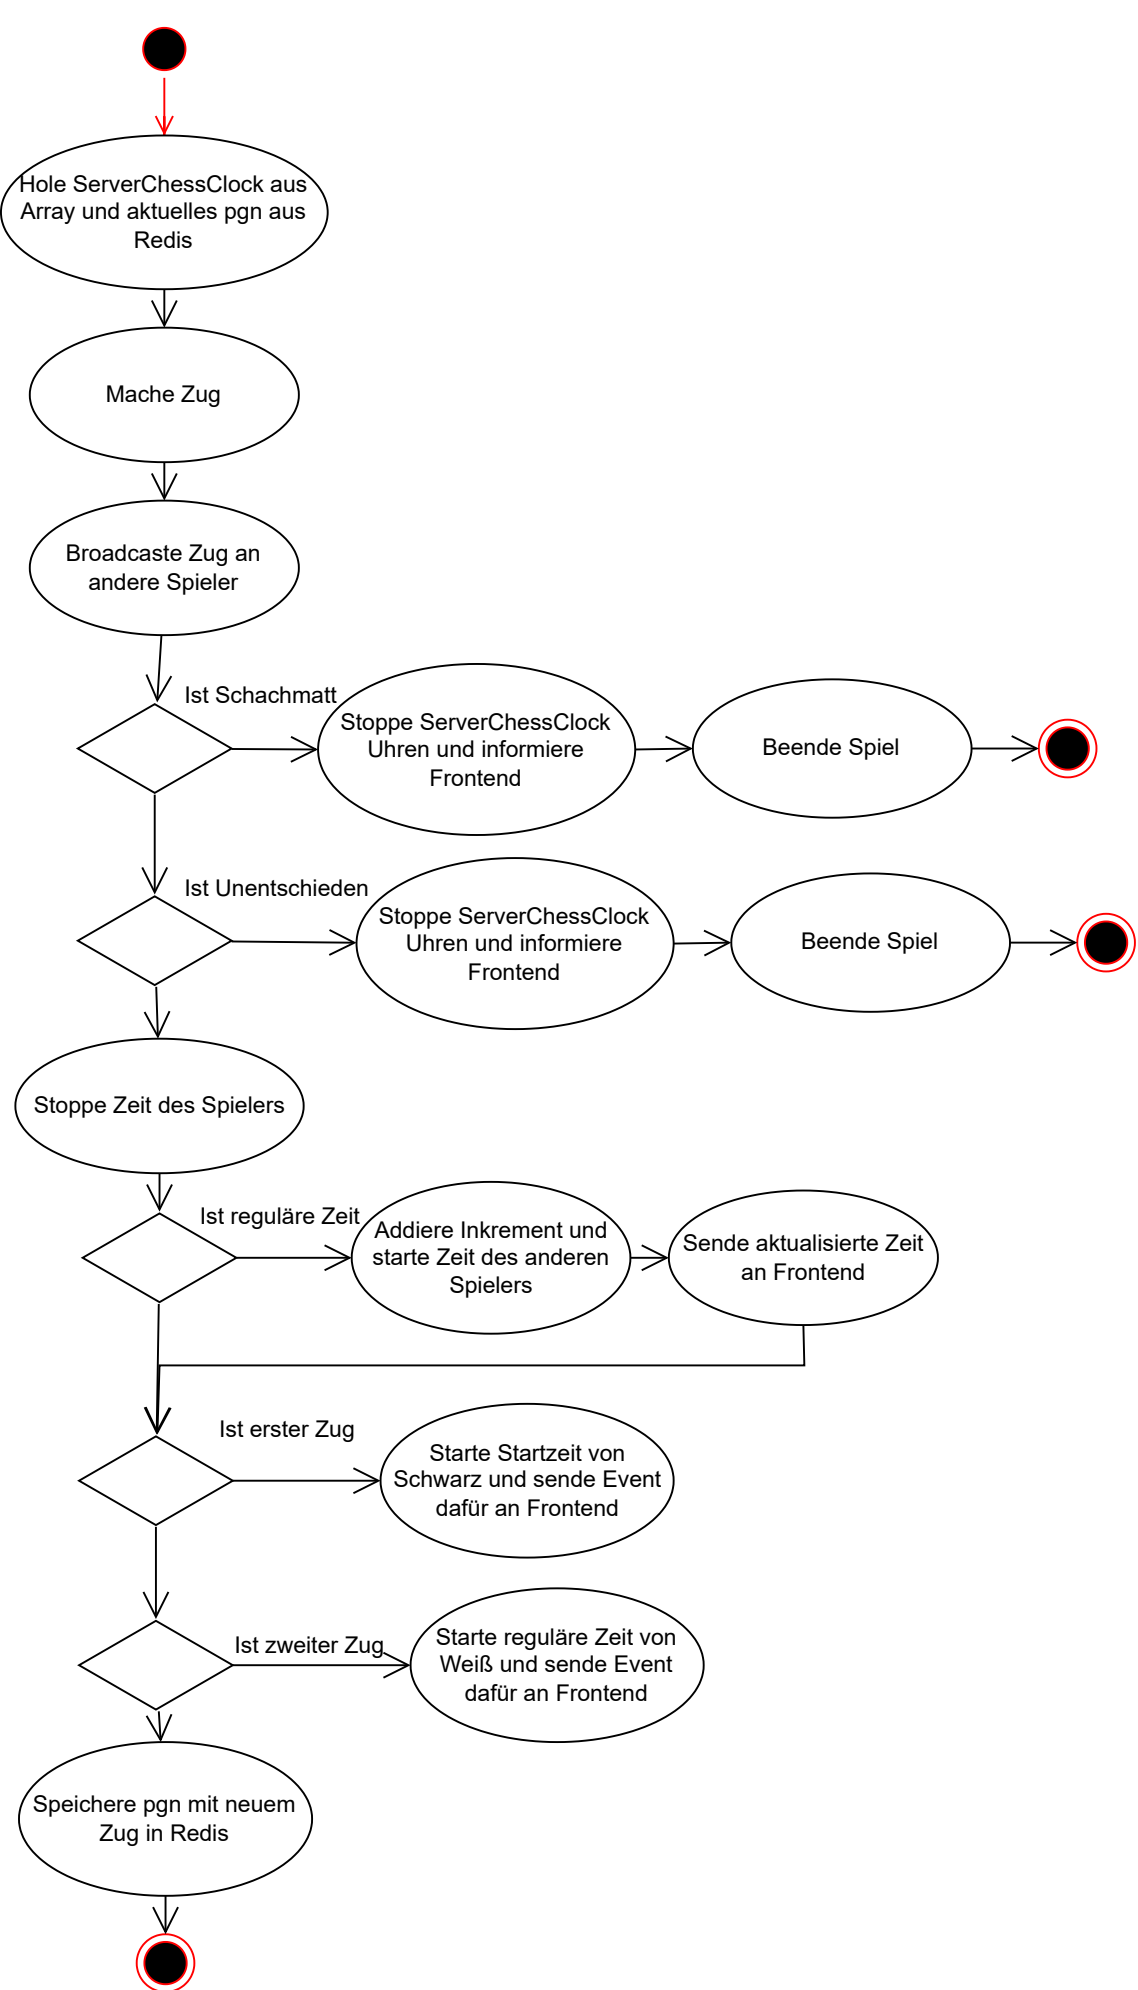 Hole ServerChessClock aus
Array und aktuelles pgn aus
Redis
Mache Zug
Broadcaste Zug an
andere Spieler
Ist Schachmatt
Stoppe ServerChessClock
Uhren und informiere
Frontend
Beende Spiel
Ist Unentschieden
Stoppe ServerChessClock
Uhren und informiere
Frontend
Beende Spiel
Stoppe Zeit des Spielers
Ist reguläre Zeit
Addiere Inkrement und
starte Zeit des anderen
Spielers
Sende aktualisierte Zeit
an Frontend
Ist erster Zug
Starte Startzeit von
Schwarz und sende Event
dafür an Frontend
Ist zweiter Zug
Starte reguläre Zeit von
Weiß und sende Event
dafür an Frontend
Speichere pgn mit neuem
Zug in Redis